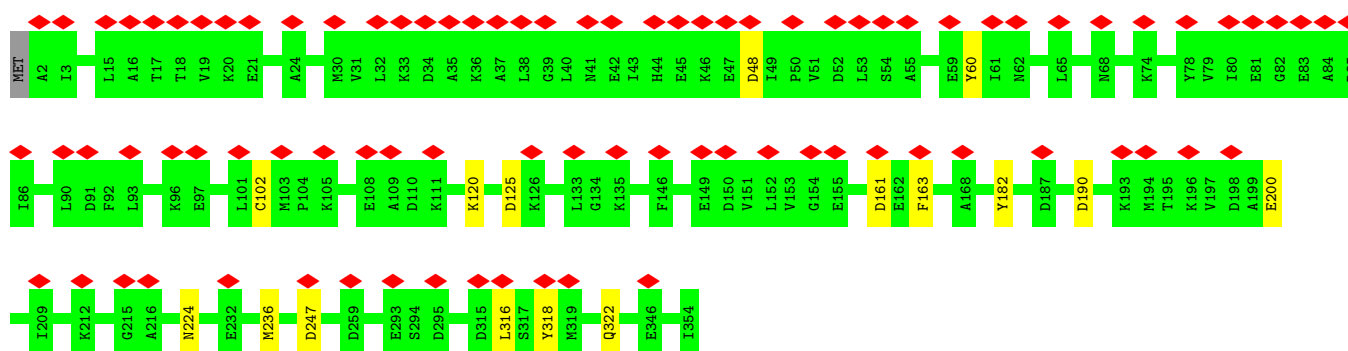 MET A2 I3 L15 A16 T17 T18 V19 K20 E21 A24 M30 V31 L32 K33 D34 A35 K36 A37 L38 G39 L40 N41 E42 I43 H44 E45 K46 E47 D48 I49 P50 V51 D52 L53 S54 A55 E59 Y60 I61 N62 L65 N68 K74 Y78 V79 I80 E81 G82 E83 A84
I86 L90 D91 F92 L93 K96 E97 L101 C102 M103 P104 K105 E108 A109 D110 K111 K120 D125 K126 L133 G134 K135 F146 E149 D150 V151 L152 V153 G154 E155 D161 E162 F163 A168 Y182 D187 D190 K193 M194 T195 K196 V197 D198 A199 E200
I209 K212 G215 A216 N224 E232 M236 D247 D259 E293 S294 D295 D315 L316 S317 Y318 M319 Q322 E346 I354